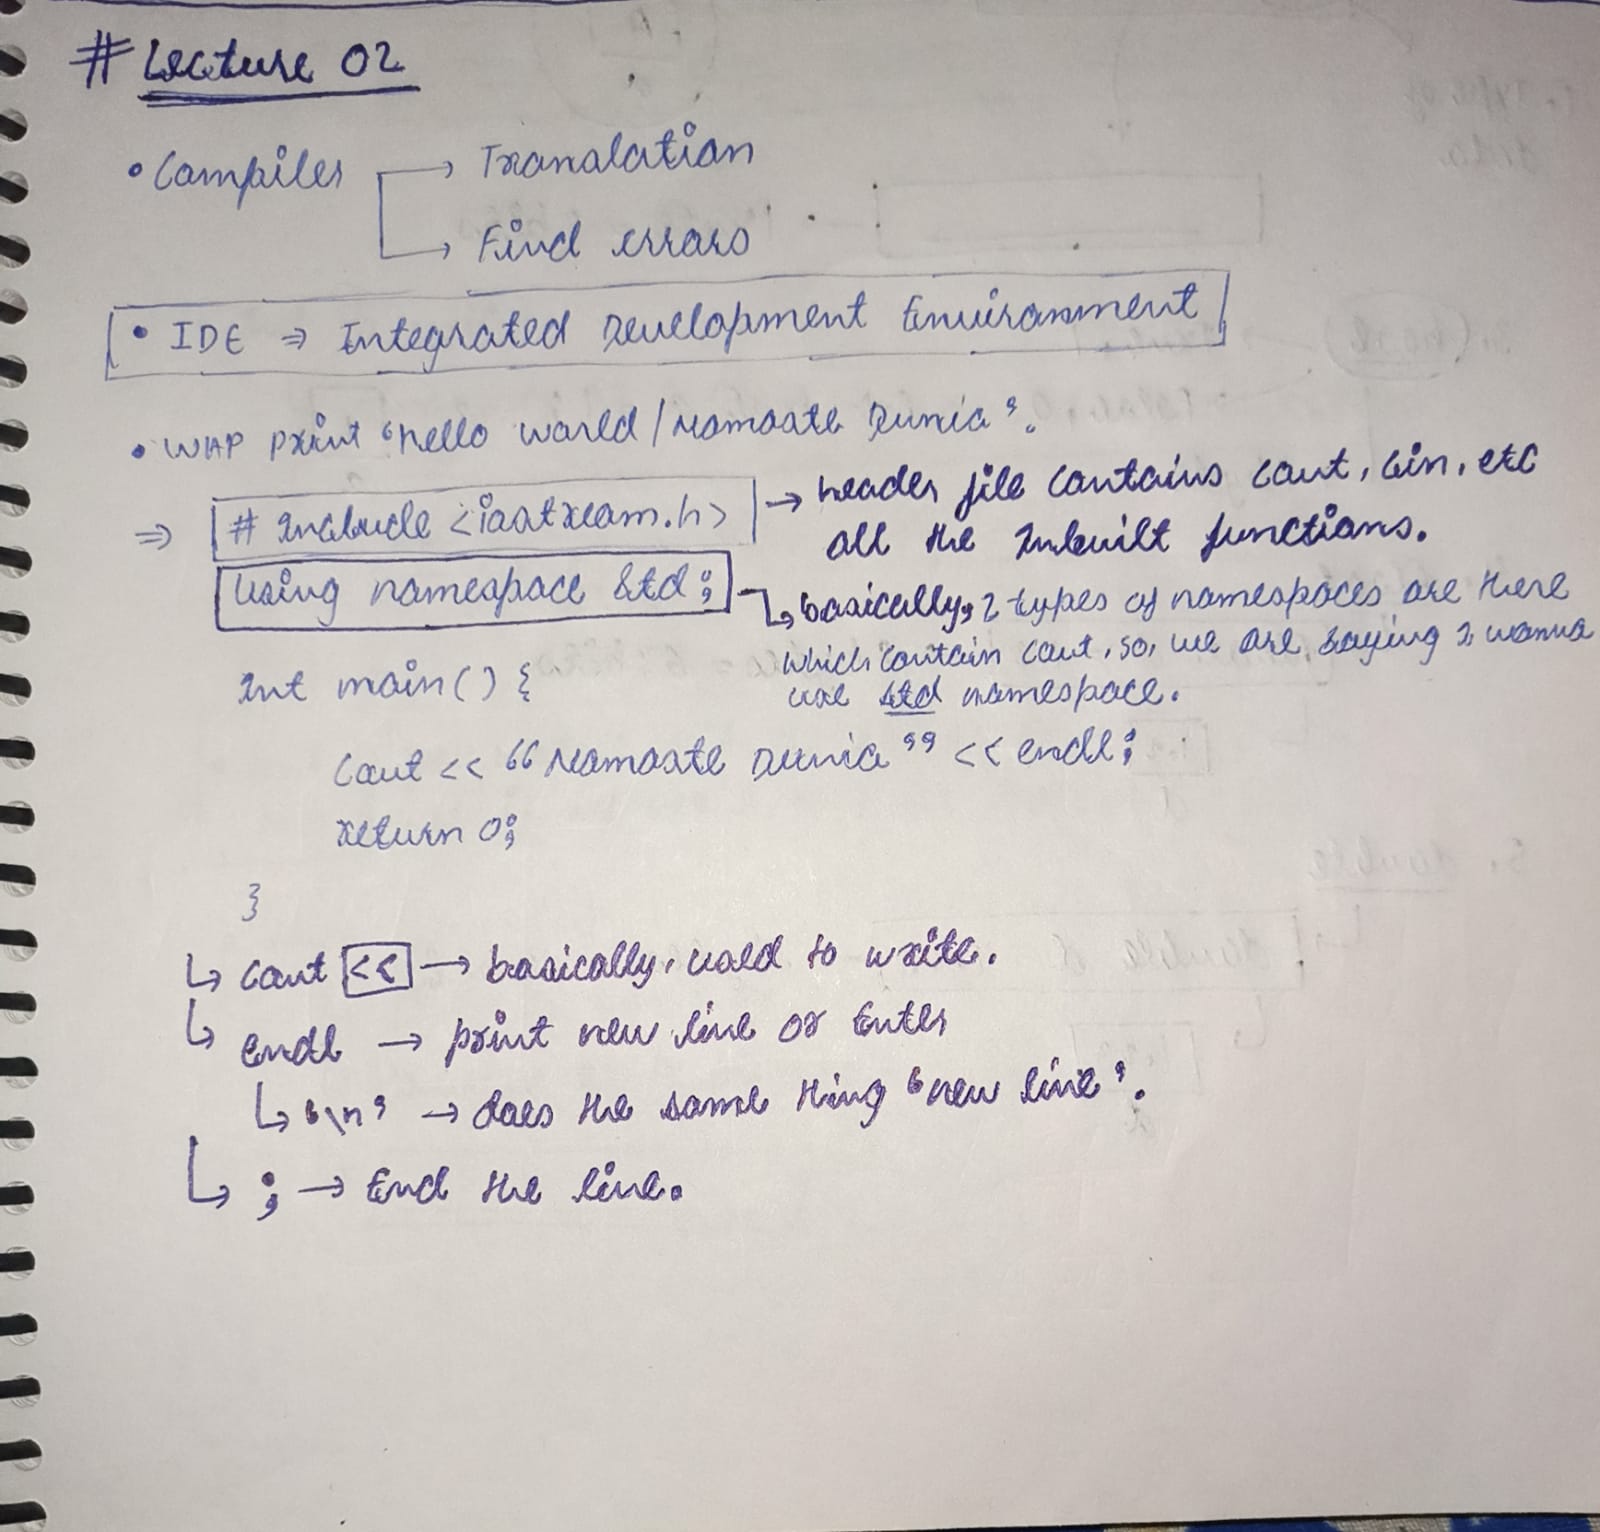 # Lecture 02
• Compiler → Translation
→ Find errors
• IDE ⇒ Integrated Development Environment
• WAP print 'hello world / Namaste Dunia'.
⇒ # Include <iostream.h> → header file contains cout, cin, etc
all the Inbuilt functions.
Using namespace std; ↳ basically, 2 types of namespaces are there
which contain cout, so, we are saying I wanna
use std namespace.
Int main() {
Cout << "Namaste Dunia" << endl;
return 0;
}
↳ cout << → basically, used to write.
↳ endl → print new line or Enter
↳ '\n' → does the same thing 'new line'.
↳ ; → End the line.